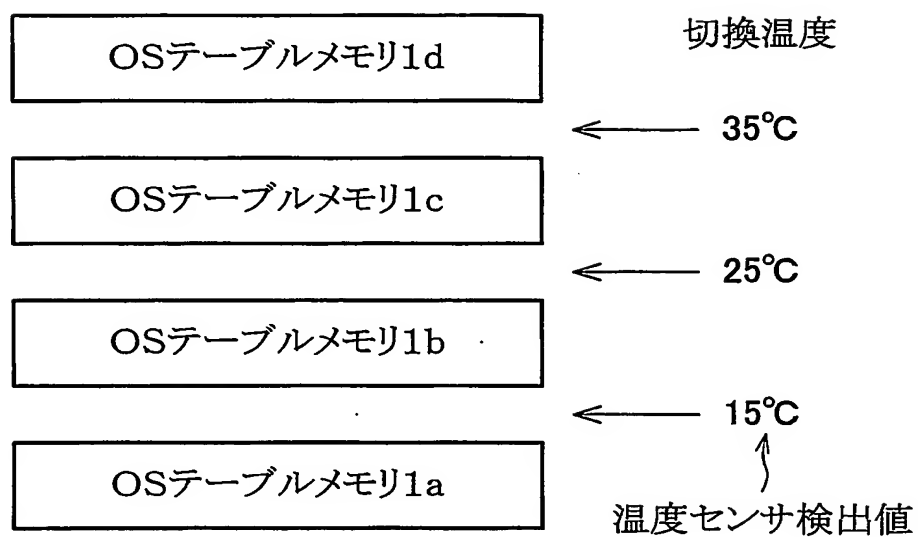 OSテーブルメモリ1d
切換温度
35℃
OSテーブルメモリ1c
25℃
OSテーブルメモリ1b
15℃
OSテーブルメモリ1a
温度センサ検出値